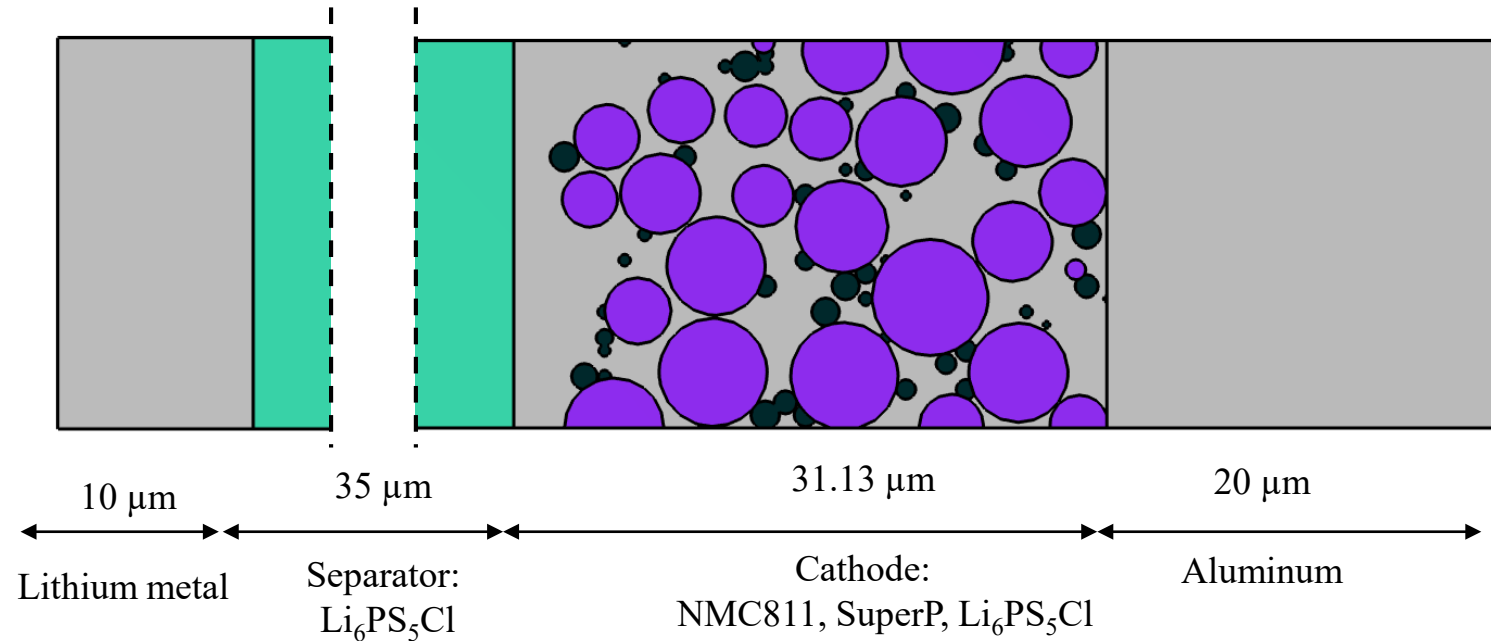 10 µm
35 µm
31.13 µm
20 µm
Lithium metal
Separator:
Li₆PS₅Cl
Cathode:
NMC811, SuperP, Li₆PS₅Cl
Aluminum